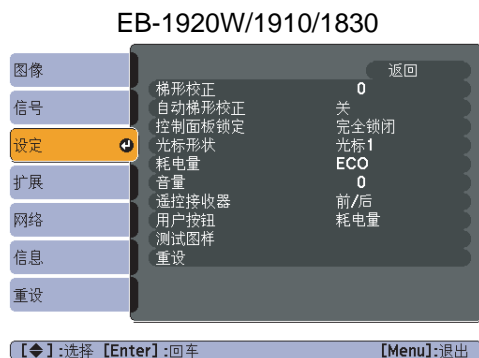 EB-1920W/1910/1830
图像
信号
设定
扩展
网络
信息
重设
返回
梯形校正 0
自动梯形校正 关
控制面板锁定 完全锁闭
光标形状 光标1
耗电量 ECO
音量 0
遥控接收器 前/后
用户按钮 耗电量
测试图样
重设
[◆]:选择 [Enter]:回车 [Menu]:退出